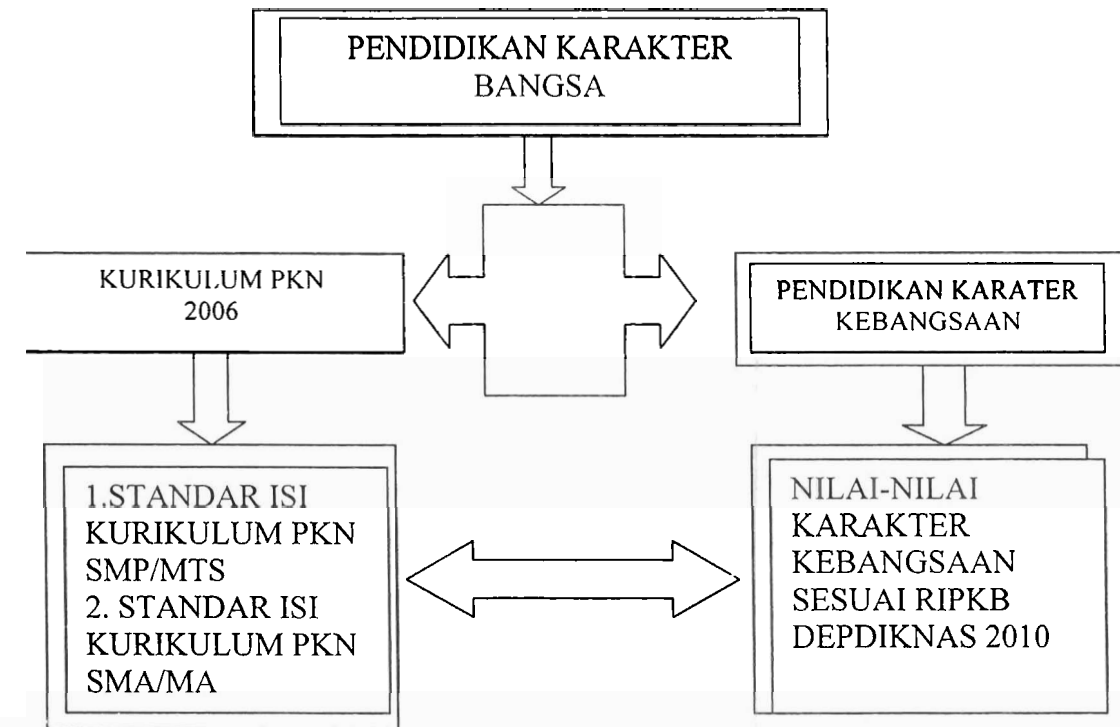 PENDIDIKAN KARAKTER
BANGSA
KURIKULUM PKN
2006
PENDIDIKAN KARATER
KEBANGSAAN
1.STANDAR ISI
KURIKULUM PKN
SMP/MTS
2. STANDAR ISI
KURIKULUM PKN
SMA/MA
NILAI-NILAI
KARAKTER
KEBANGSAAN
SESUAI RIPKB
DEPDIKNAS 2010